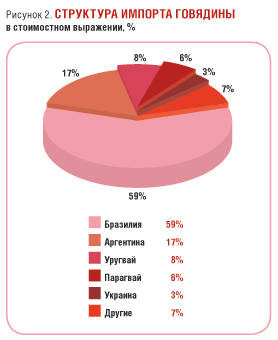 Рисунок 2. СТРУКТУРА ИМПОРТА ГОВЯДИНЫ
в стоимостном выражении, %
8%
6%
3%
17%
7%
59%
Бразилия 59%
Аргентина 17%
Уругвай 8%
Парагвай 6%
Украина 3%
Другие 7%